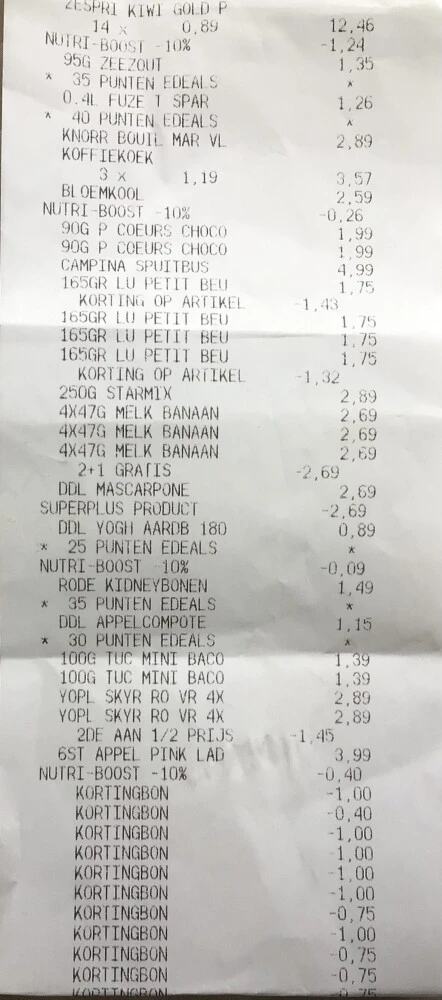 ZESPRI KIWI GOLD P
14 x 0,89 12,46
NUTRI-BOOST -10% -1,24
95G ZEEZOUT 1,35
* 35 PUNTEN EDEALS *
0.4L FUZE T SPAR 1,26
* 40 PUNTEN EDEALS *
KNORR BOUIL MAR VL 2,89
KOFFIEKOEK
3 x 1,19 3,57
BLOEMKOOL 2,59
NUTRI-BOOST -10% -0,26
90G P COEURS CHOCO 1,99
90G P COEURS CHOCO 1,99
CAMPINA SPUITBUS 4,99
165GR LU PETIT BEU 1,75
KORTING OP ARTIKEL -1,43
165GR LU PETIT BEU 1,75
165GR LU PETIT BEU 1,75
165GR LU PETIT BEU 1,75
KORTING OP ARTIKEL -1,32
250G STARMIX 2,89
4X47G MELK BANAAN 2,69
4X47G MELK BANAAN 2,69
4X47G MELK BANAAN 2,69
2+1 GRATIS -2,69
DDL MASCARPONE 2,69
SUPERPLUS PRODUCT -2,69
DDL YOGH AARDB 180 0,89
* 25 PUNTEN EDEALS *
NUTRI-BOOST -10% -0,09
RODE KIDNEYBONEN 1,49
* 35 PUNTEN EDEALS *
DDL APPELCOMPOTE 1,15
* 30 PUNTEN EDEALS *
100G TUC MINI BACO 1,39
100G TUC MINI BACO 1,39
YOPL SKYR RO VR 4X 2,89
YOPL SKYR RO VR 4X 2,89
2DE AAN 1/2 PRIJS -1,45
6ST APPEL PINK LAD 3,99
NUTRI-BOOST -10% -0,40
KORTINGBON -1,00
KORTINGBON -0,40
KORTINGBON -1,00
KORTINGBON -1,00
KORTINGBON -1,00
KORTINGBON -1,00
KORTINGBON -0,75
KORTINGBON -1,00
KORTINGBON -0,75
KORTINGBON -0,75
KORTINGBON -0,75